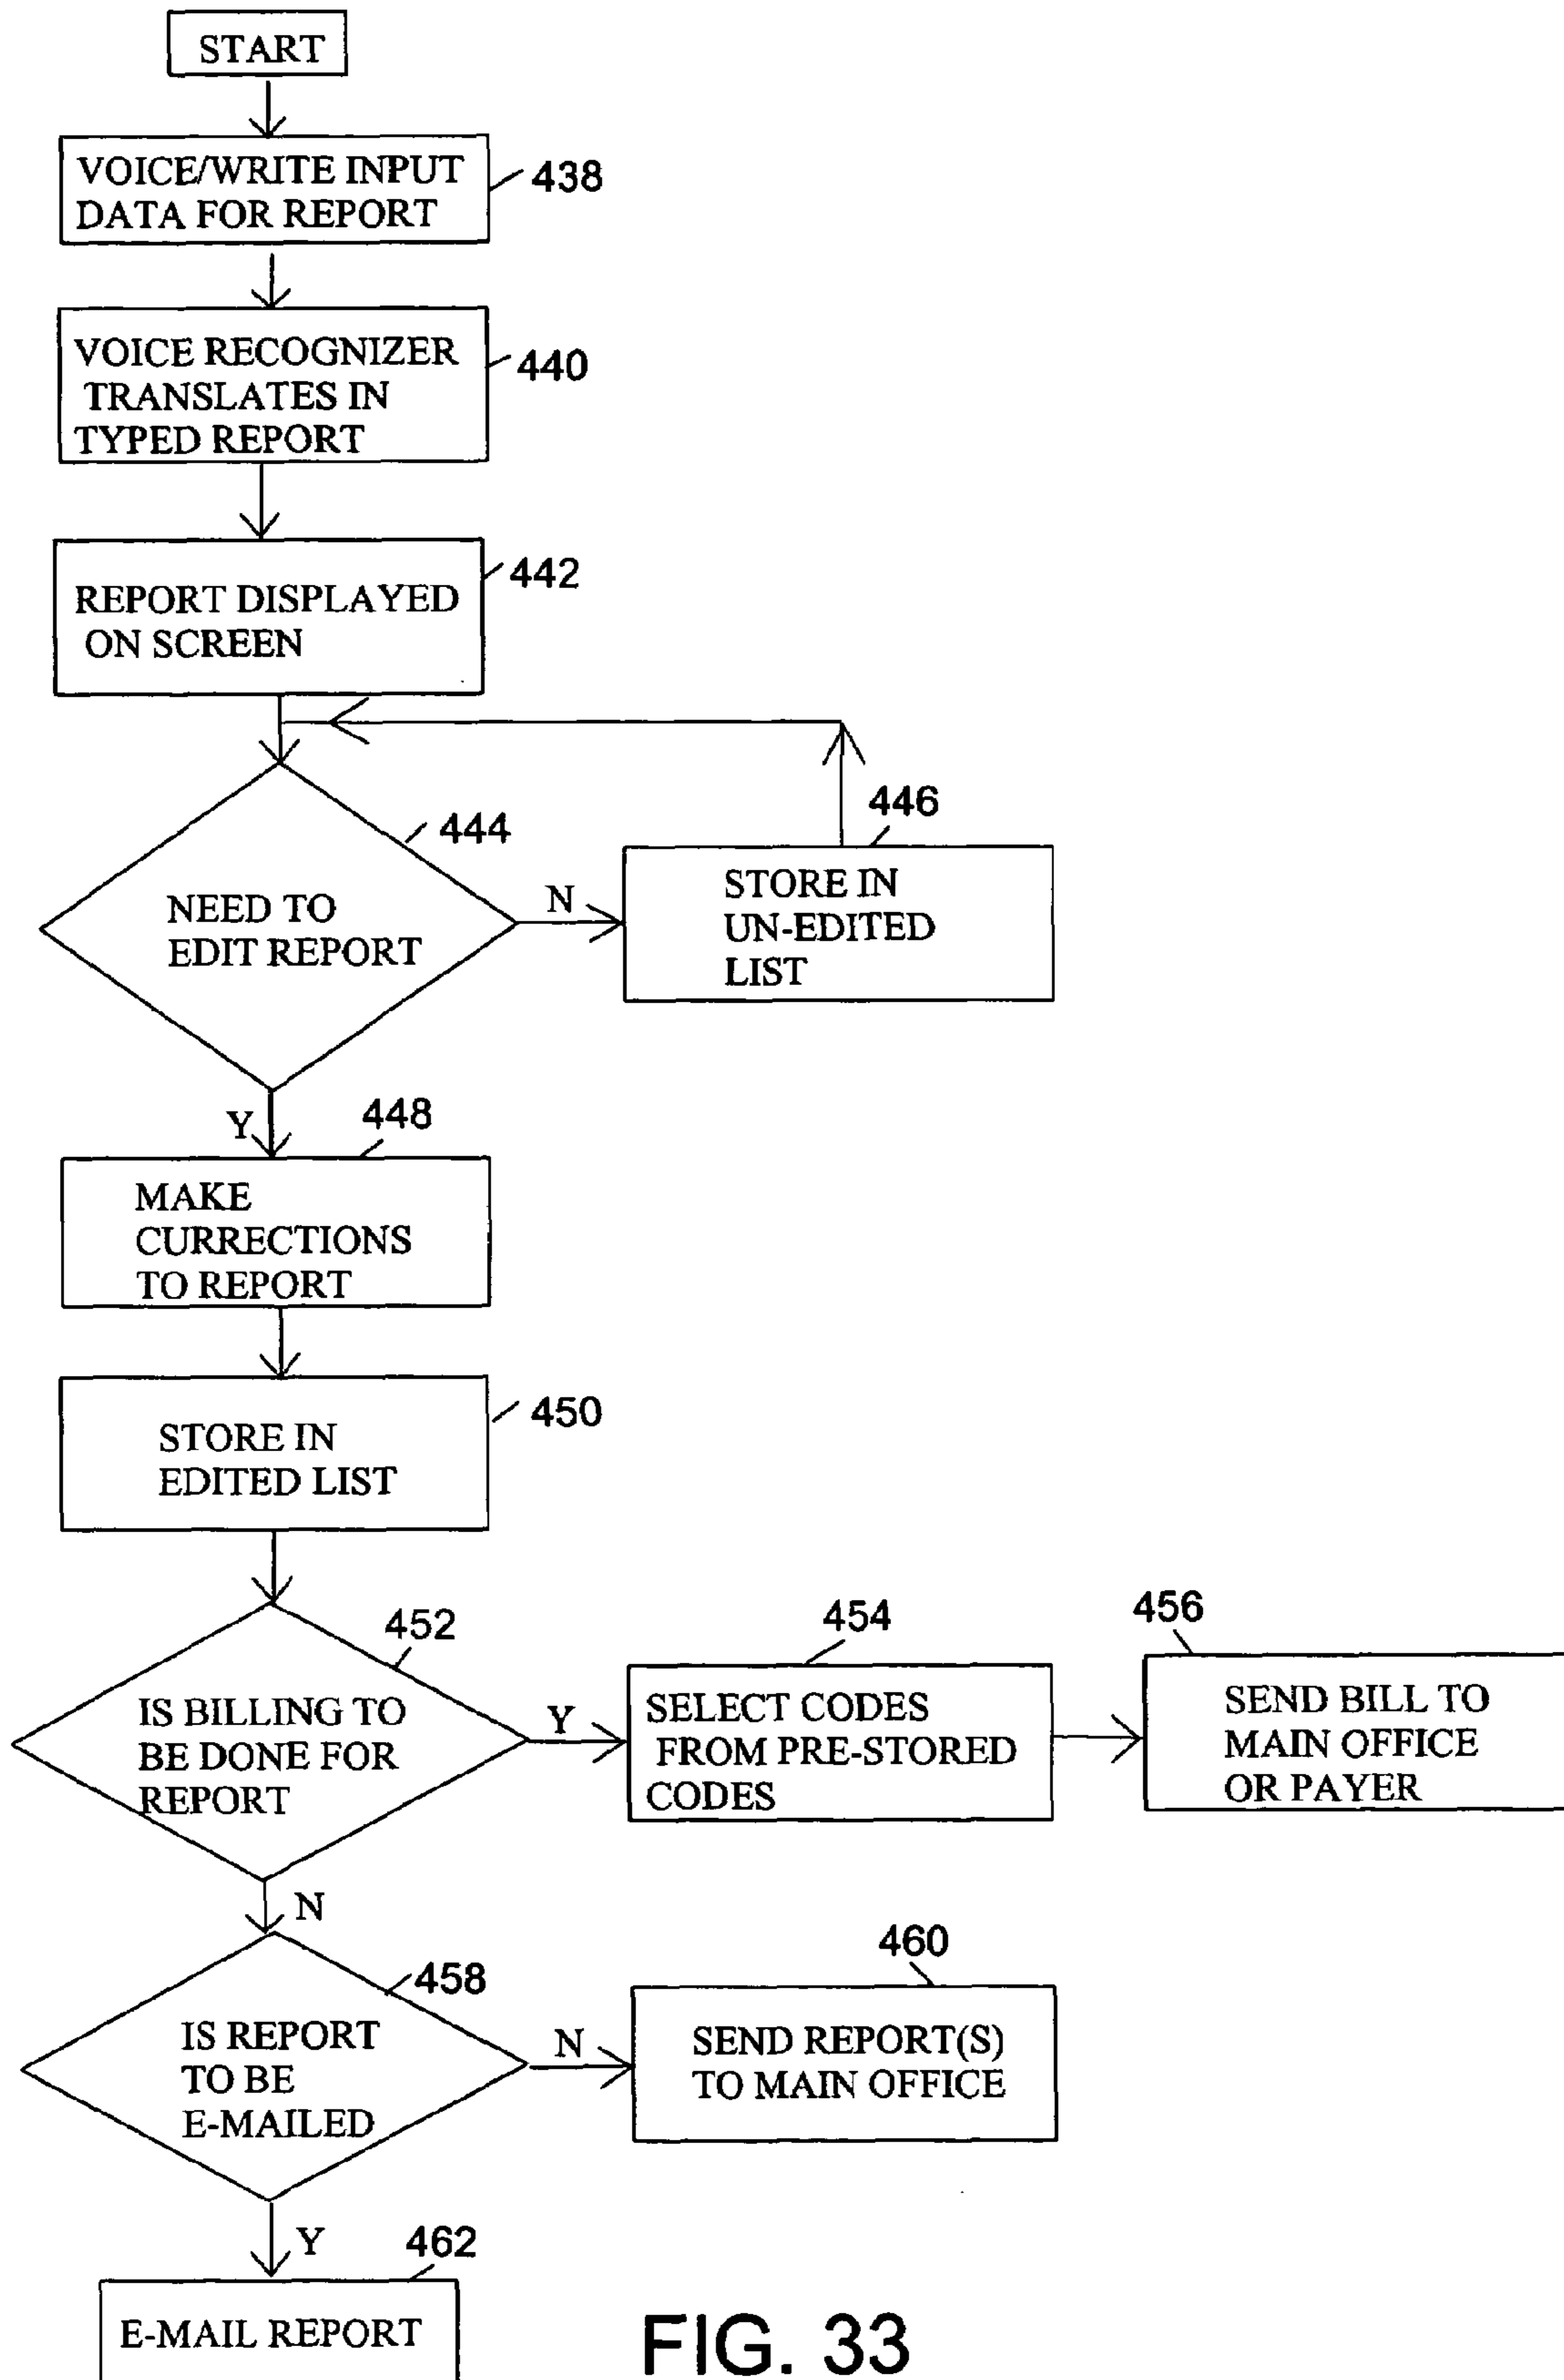 START
VOICE/WRITE INPUT
DATA FOR REPORT
438
VOICE RECOGNIZER
TRANSLATES IN
TYPED REPORT
440
REPORT DISPLAYED
ON SCREEN
442
NEED TO
EDIT REPORT
444
N
STORE IN
UN-EDITED
LIST
446
Y
MAKE
CURRECTIONS
TO REPORT
448
STORE IN
EDITED LIST
450
IS BILLING TO
BE DONE FOR
REPORT
452
Y
SELECT CODES
FROM PRE-STORED
CODES
454
SEND BILL TO
MAIN OFFICE
OR PAYER
456
N
IS REPORT
TO BE
E-MAILED
458
N
SEND REPORT(S)
TO MAIN OFFICE
460
Y
E-MAIL REPORT
462
FIG. 33